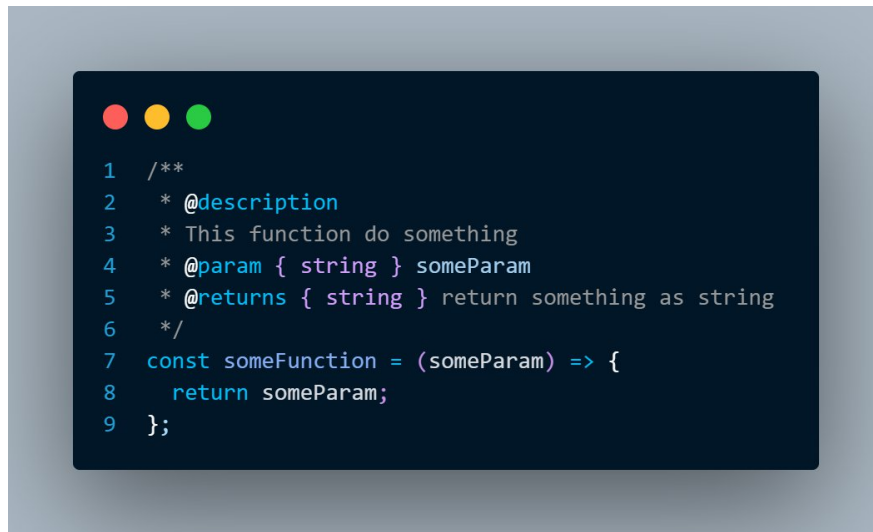 1 /**
2  * @description
3  * This function do something
4  * @param { string } someParam
5  * @returns { string } return something as string
6  */
7 const someFunction = (someParam) => {
8   return someParam;
9 };